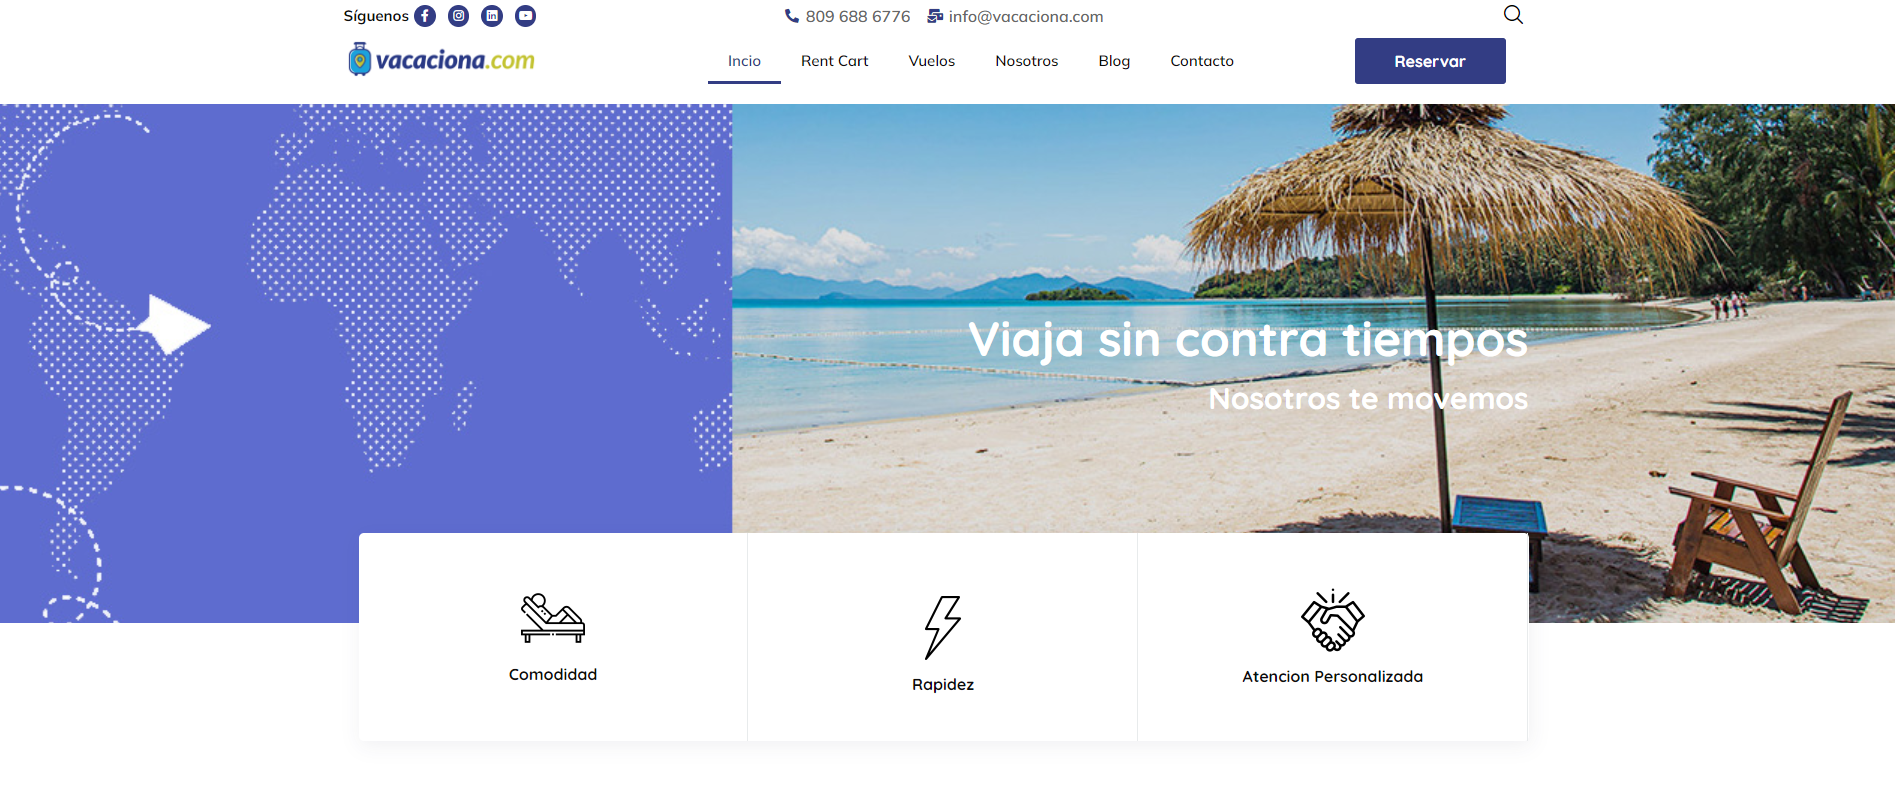 Síguenos
809 688 6776 info@vacaciona.com
vacaciona.com
Incio Rent Cart Vuelos Nosotros Blog Contacto
Reservar
Viaja sin contra tiempos
Nosotros te movemos
Comodidad
Rapidez
Atencion Personalizada